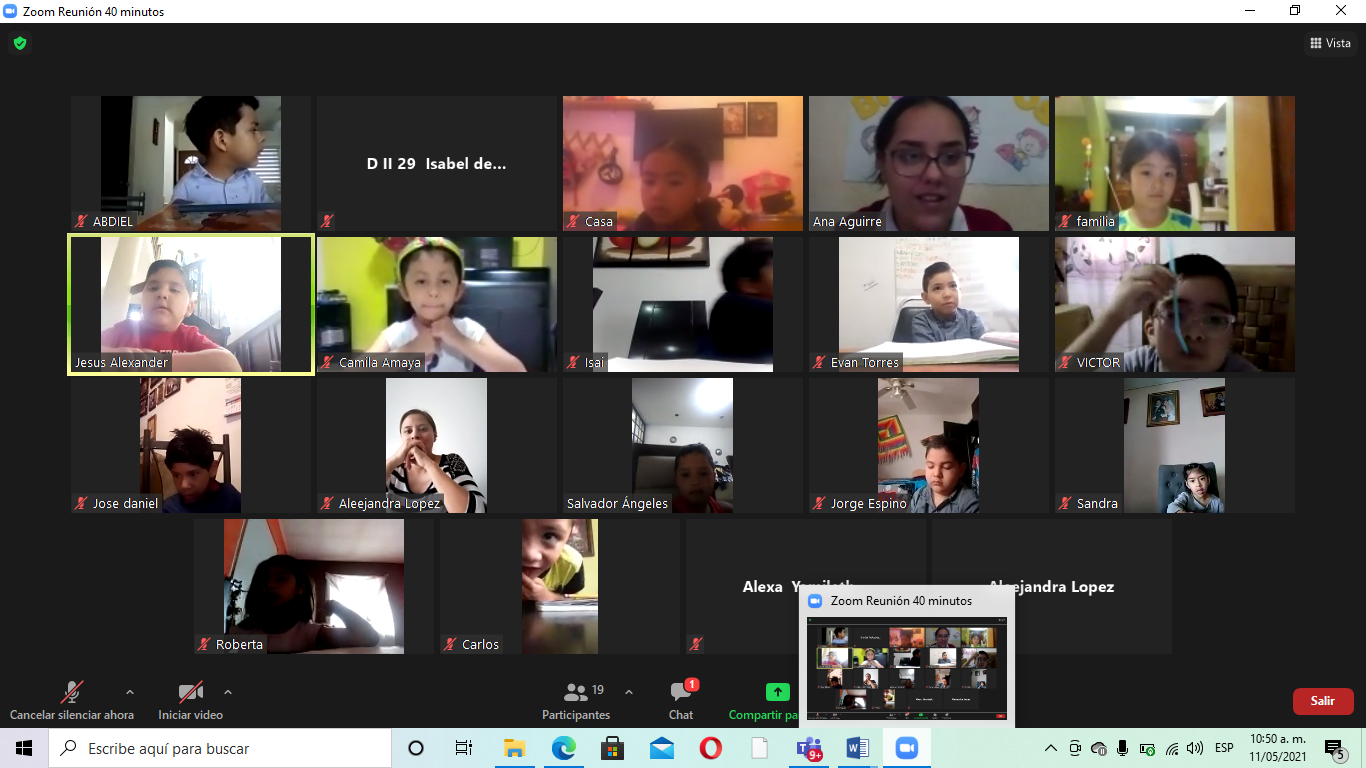 Zoom Reunión 40 minutos
Vista
ABDIEL
D II 29 Isabel de...
Casa
Ana Aguirre
familia
Jesus Alexander
Camila Amaya
Isai
Evan Torres
VICTOR
Jose daniel
Aleejandra Lopez
Salvador Ángeles
Jorge Espino
Sandra
Roberta
Carlos
Alexa
Aleejandra Lopez
Zoom Reunión 40 minutos
Cancelar silenciar ahora
Iniciar video
19
Participantes
1
Chat
Compartir pa
Salir
Escribe aquí para buscar
9+
ESP
10:50 a. m.
11/05/2021
5